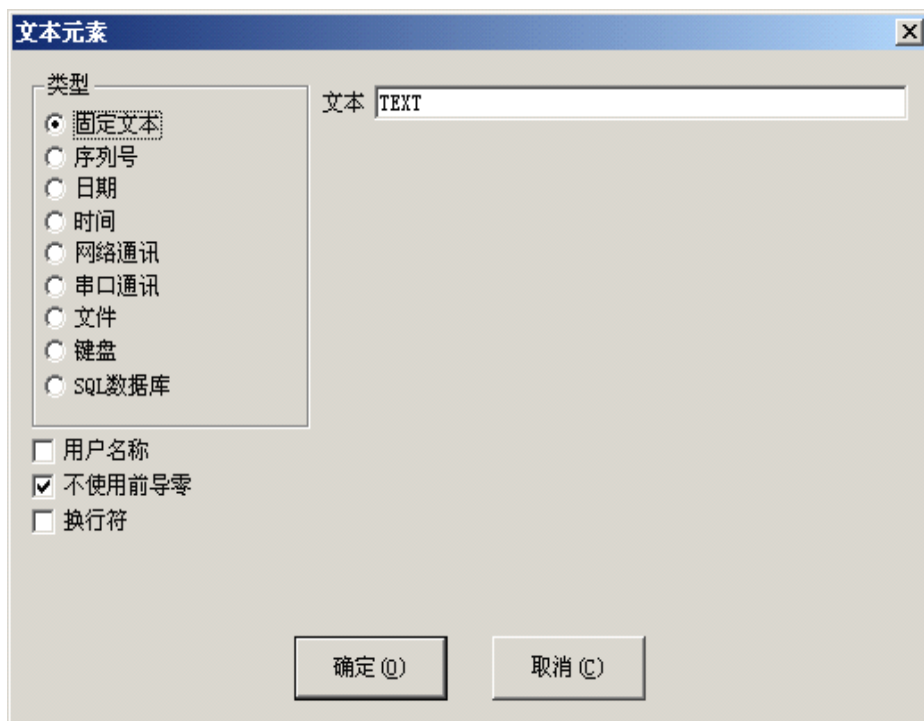 文本元素
类型
固定文本
序列号
日期
时间
网络通讯
串口通讯
文件
键盘
SQL数据库
文本 TEXT
用户名称
不使用前导零
换行符
确定(O)
取消(C)